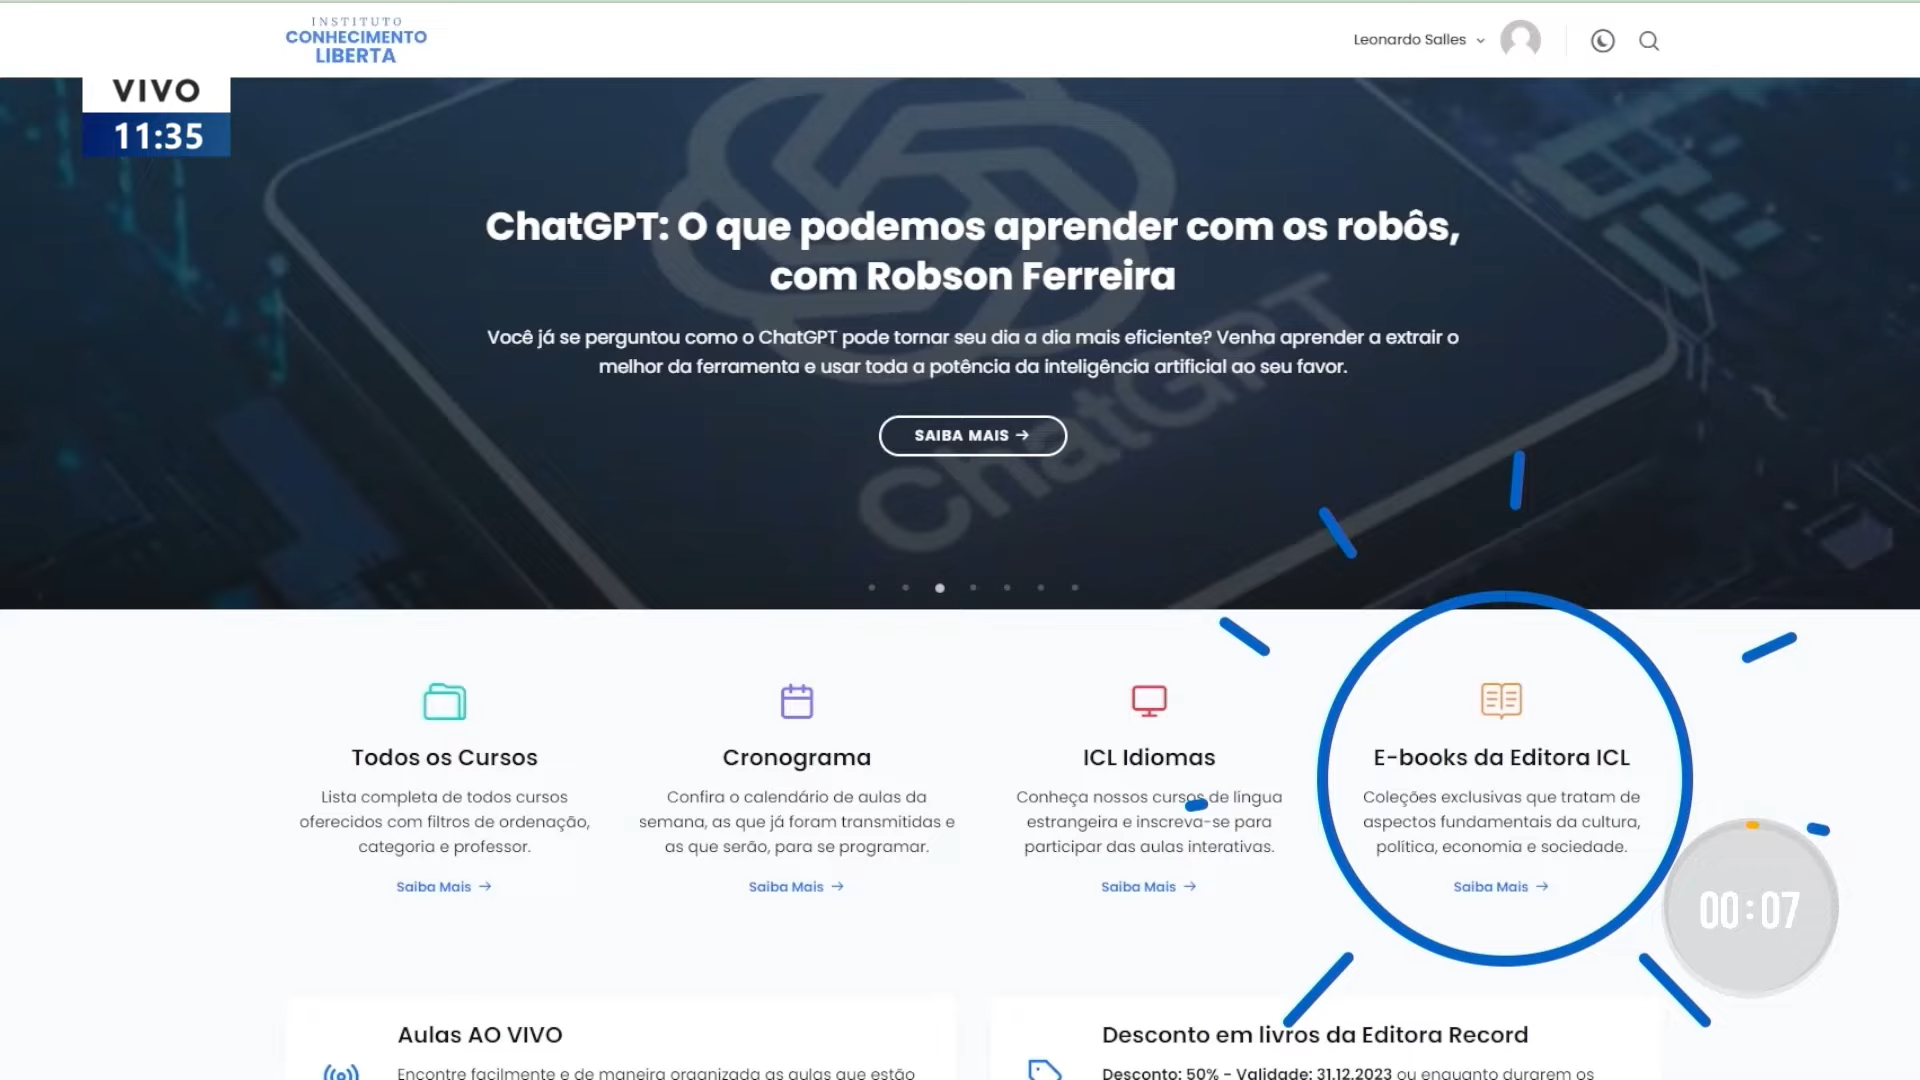 INSTITUTO
CONHECIMENTO
LIBERTA
Leonardo Salles
VIVO
11:35
ChatGPT: O que podemos aprender com os robôs,
com Robson Ferreira
Você já se perguntou como o ChatGPT pode tornar seu dia a dia mais eficiente? Venha aprender a extrair o
melhor da ferramenta e usar toda a potência da inteligência artificial ao seu favor.
SAIBA MAIS →
ChatGPT
Todos os Cursos
Lista completa de todos cursos
oferecidos com filtros de ordenação,
categoria e professor.
Saiba Mais →
Cronograma
Confira o calendário de aulas da
semana, as que já foram transmitidas e
as que serão, para se programar.
Saiba Mais →
ICL Idiomas
Conheça nossos cursos de língua
estrangeira e inscreva-se para
participar das aulas interativas.
Saiba Mais →
E-books da Editora ICL
Coleções exclusivas que tratam de
aspectos fundamentais da cultura,
política, economia e sociedade.
Saiba Mais →
00:07
Aulas AO VIVO
Encontre facilmente e de maneira organizada as aulas que estão
Desconto em livros da Editora Record
Desconto: 50% - Validade: 31.12.2023 ou enquanto durarem os